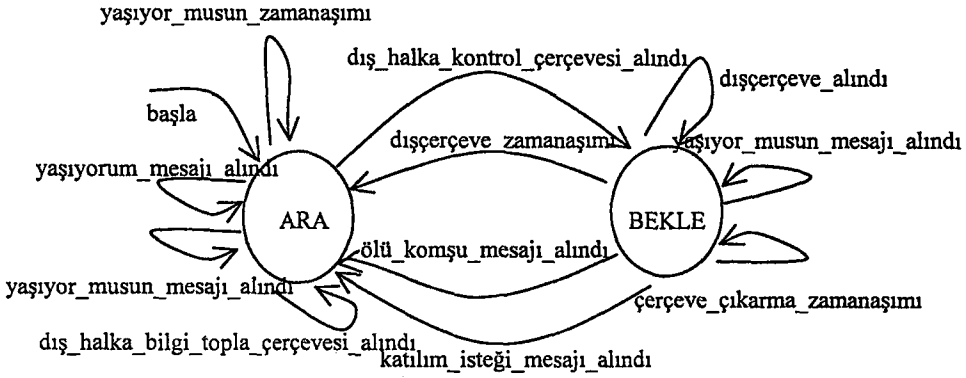 yaşıyor_musun_zamanaşımı
dış_halka_kontrol_çerçevesi_alındı
dışçerçeve_alındı
başla
dışçerçeve_zamanaşımı
yaşıyor_musun_mesajı_alındı
yaşıyorum_mesajı_alındı
ARA
BEKLE
ölü_komşu_mesajı_alındı
yaşıyor_musun_mesajı_alındı
çerçeve_çıkarma_zamanaşımı
dış_halka_bilgi_topla_çerçevesi_alındı
katılım_isteği_mesajı_alındı